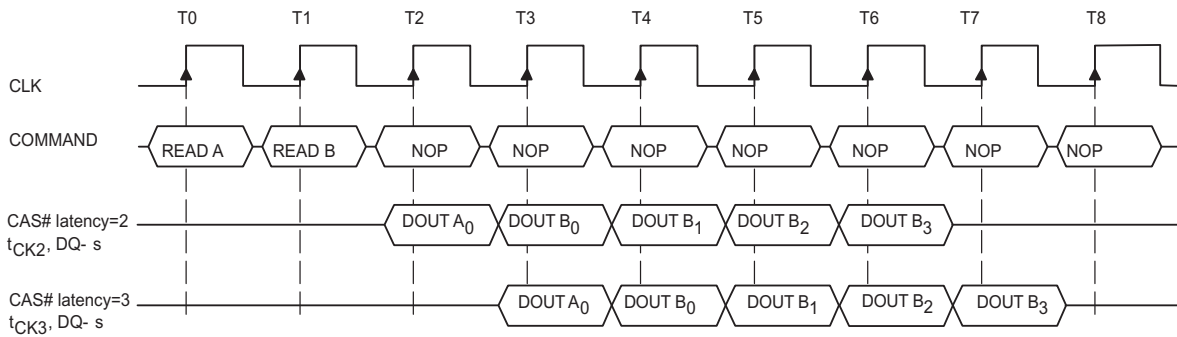 T0 T1 T2 T3 T4 T5 T6 T7 T8
CLK
COMMAND READ A READ B NOP NOP NOP NOP NOP NOP NOP
CAS# latency=2 DOUT A0 DOUT B0 DOUT B1 DOUT B2 DOUT B3
tCK2, DQ- s
CAS# latency=3 DOUT A0 DOUT B0 DOUT B1 DOUT B2 DOUT B3
tCK3, DQ- s